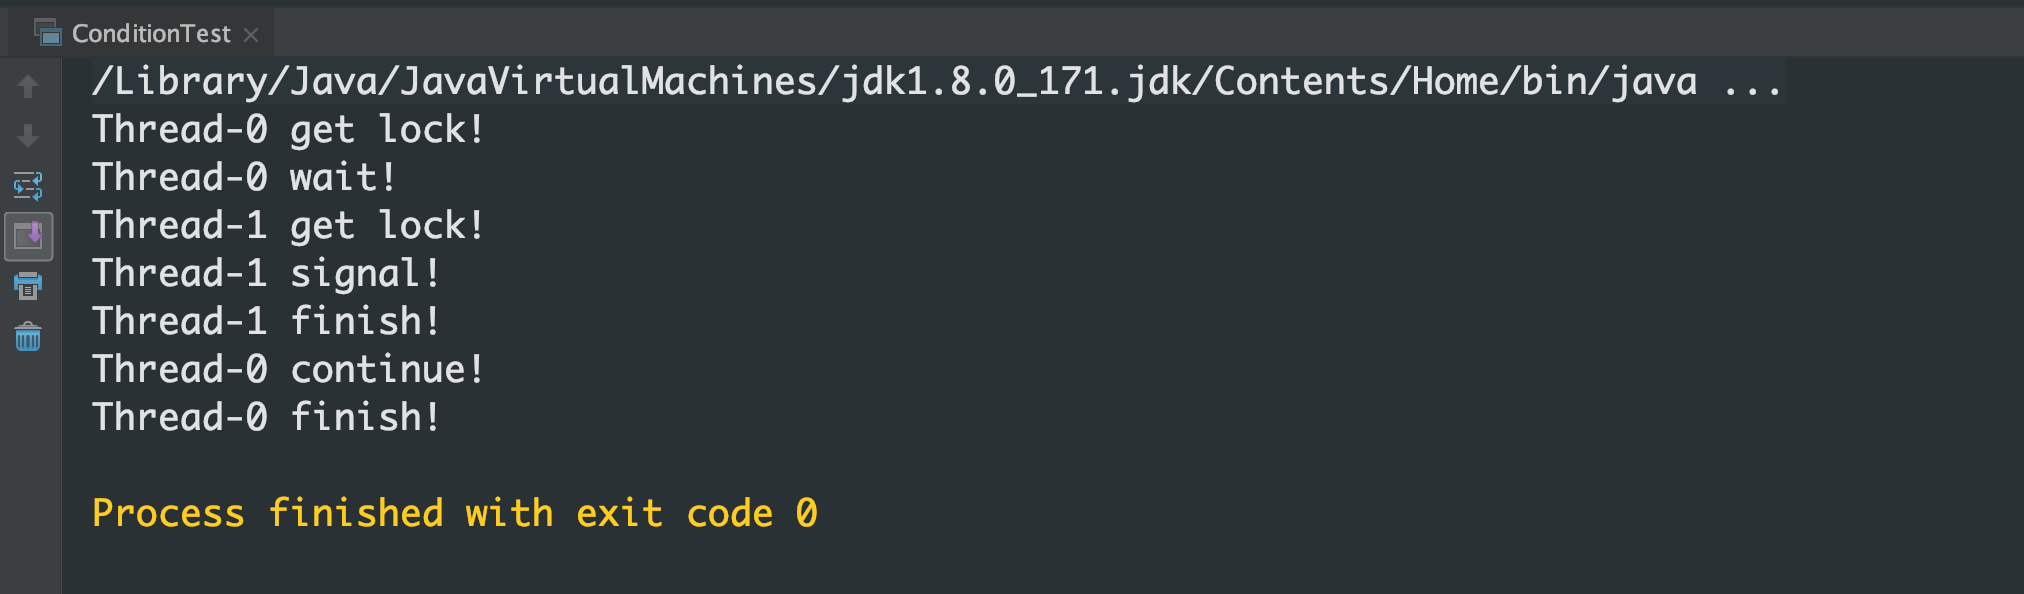 ConditionTest
/Library/Java/JavaVirtualMachines/jdk1.8.0_171.jdk/Contents/Home/bin/java ...
Thread-0 get lock!
Thread-0 wait!
Thread-1 get lock!
Thread-1 signal!
Thread-1 finish!
Thread-0 continue!
Thread-0 finish!
Process finished with exit code 0